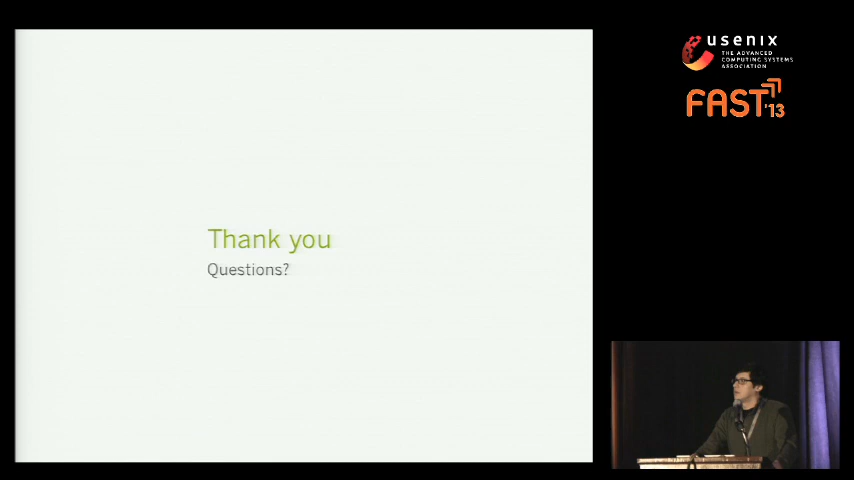 Thank you
Questions?
usenix
THE ADVANCED
COMPUTING SYSTEMS
ASSOCIATION
FAST'13